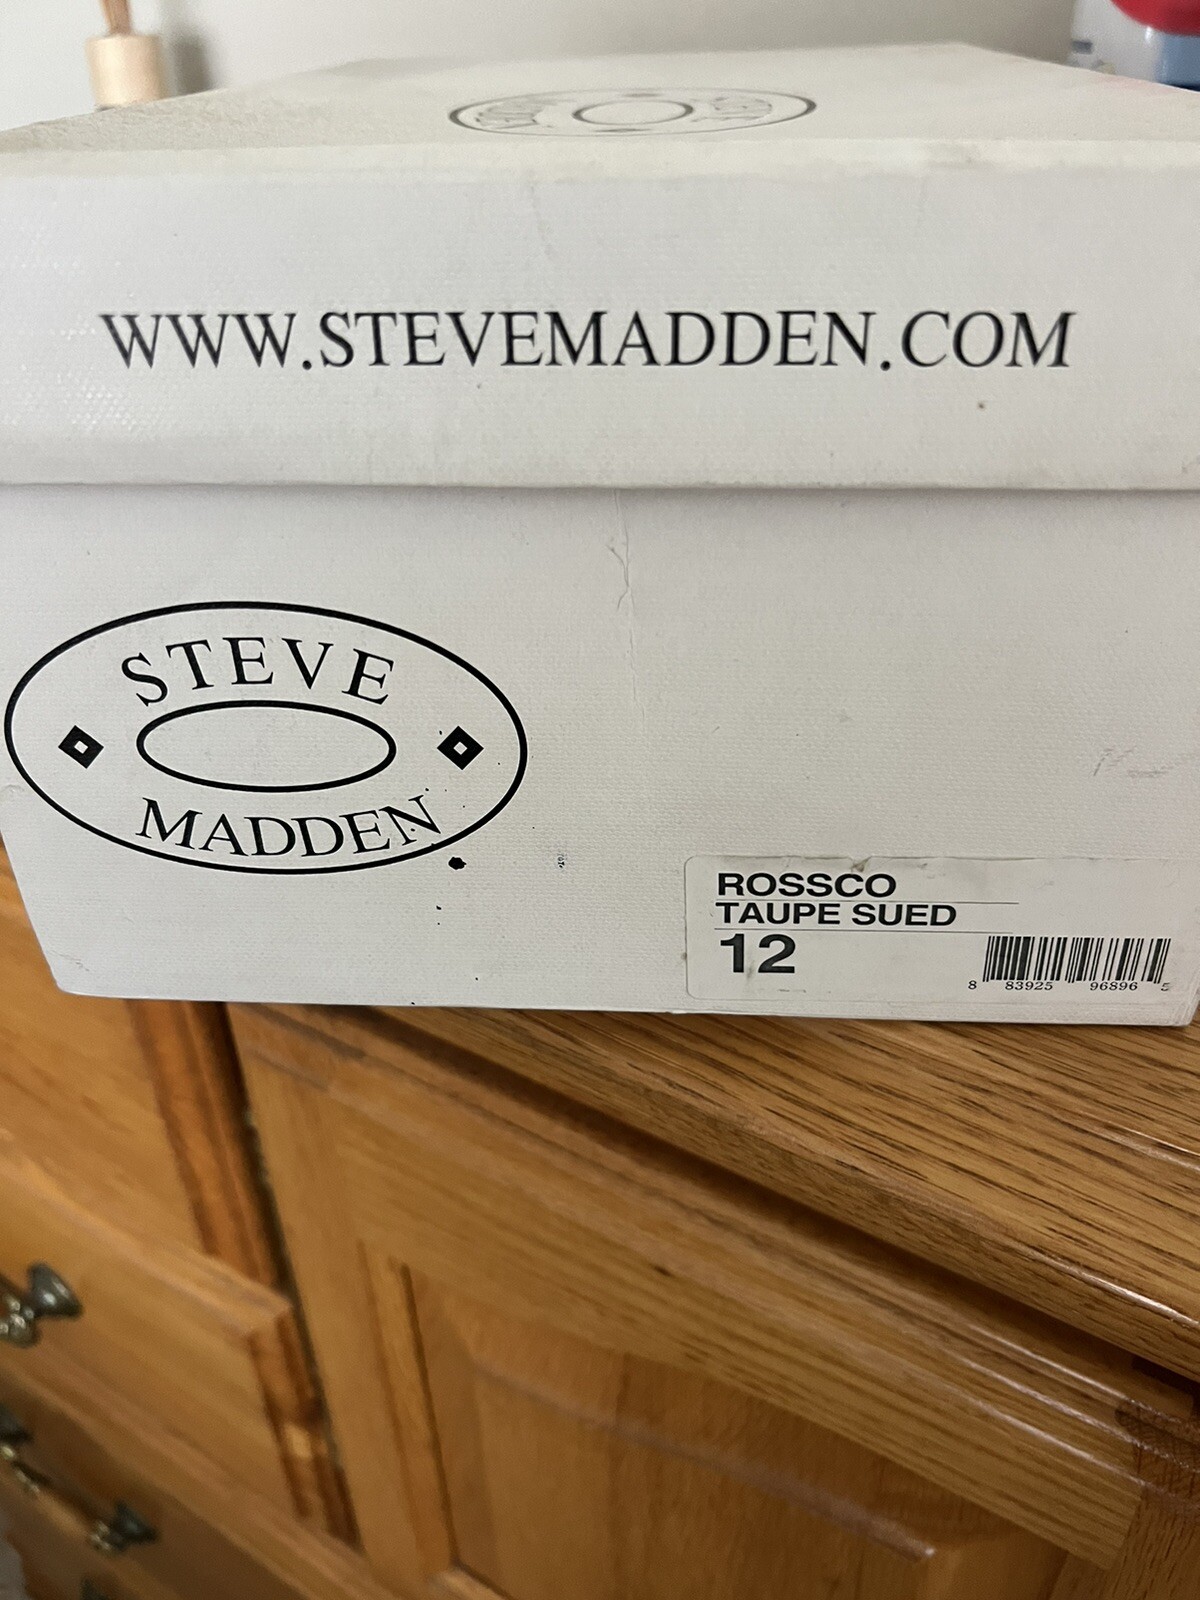 WWW.STEVEMADDEN.COM
STEVE
MADDEN
ROSSCO
TAUPE SUED
12
8 83925 96896 5